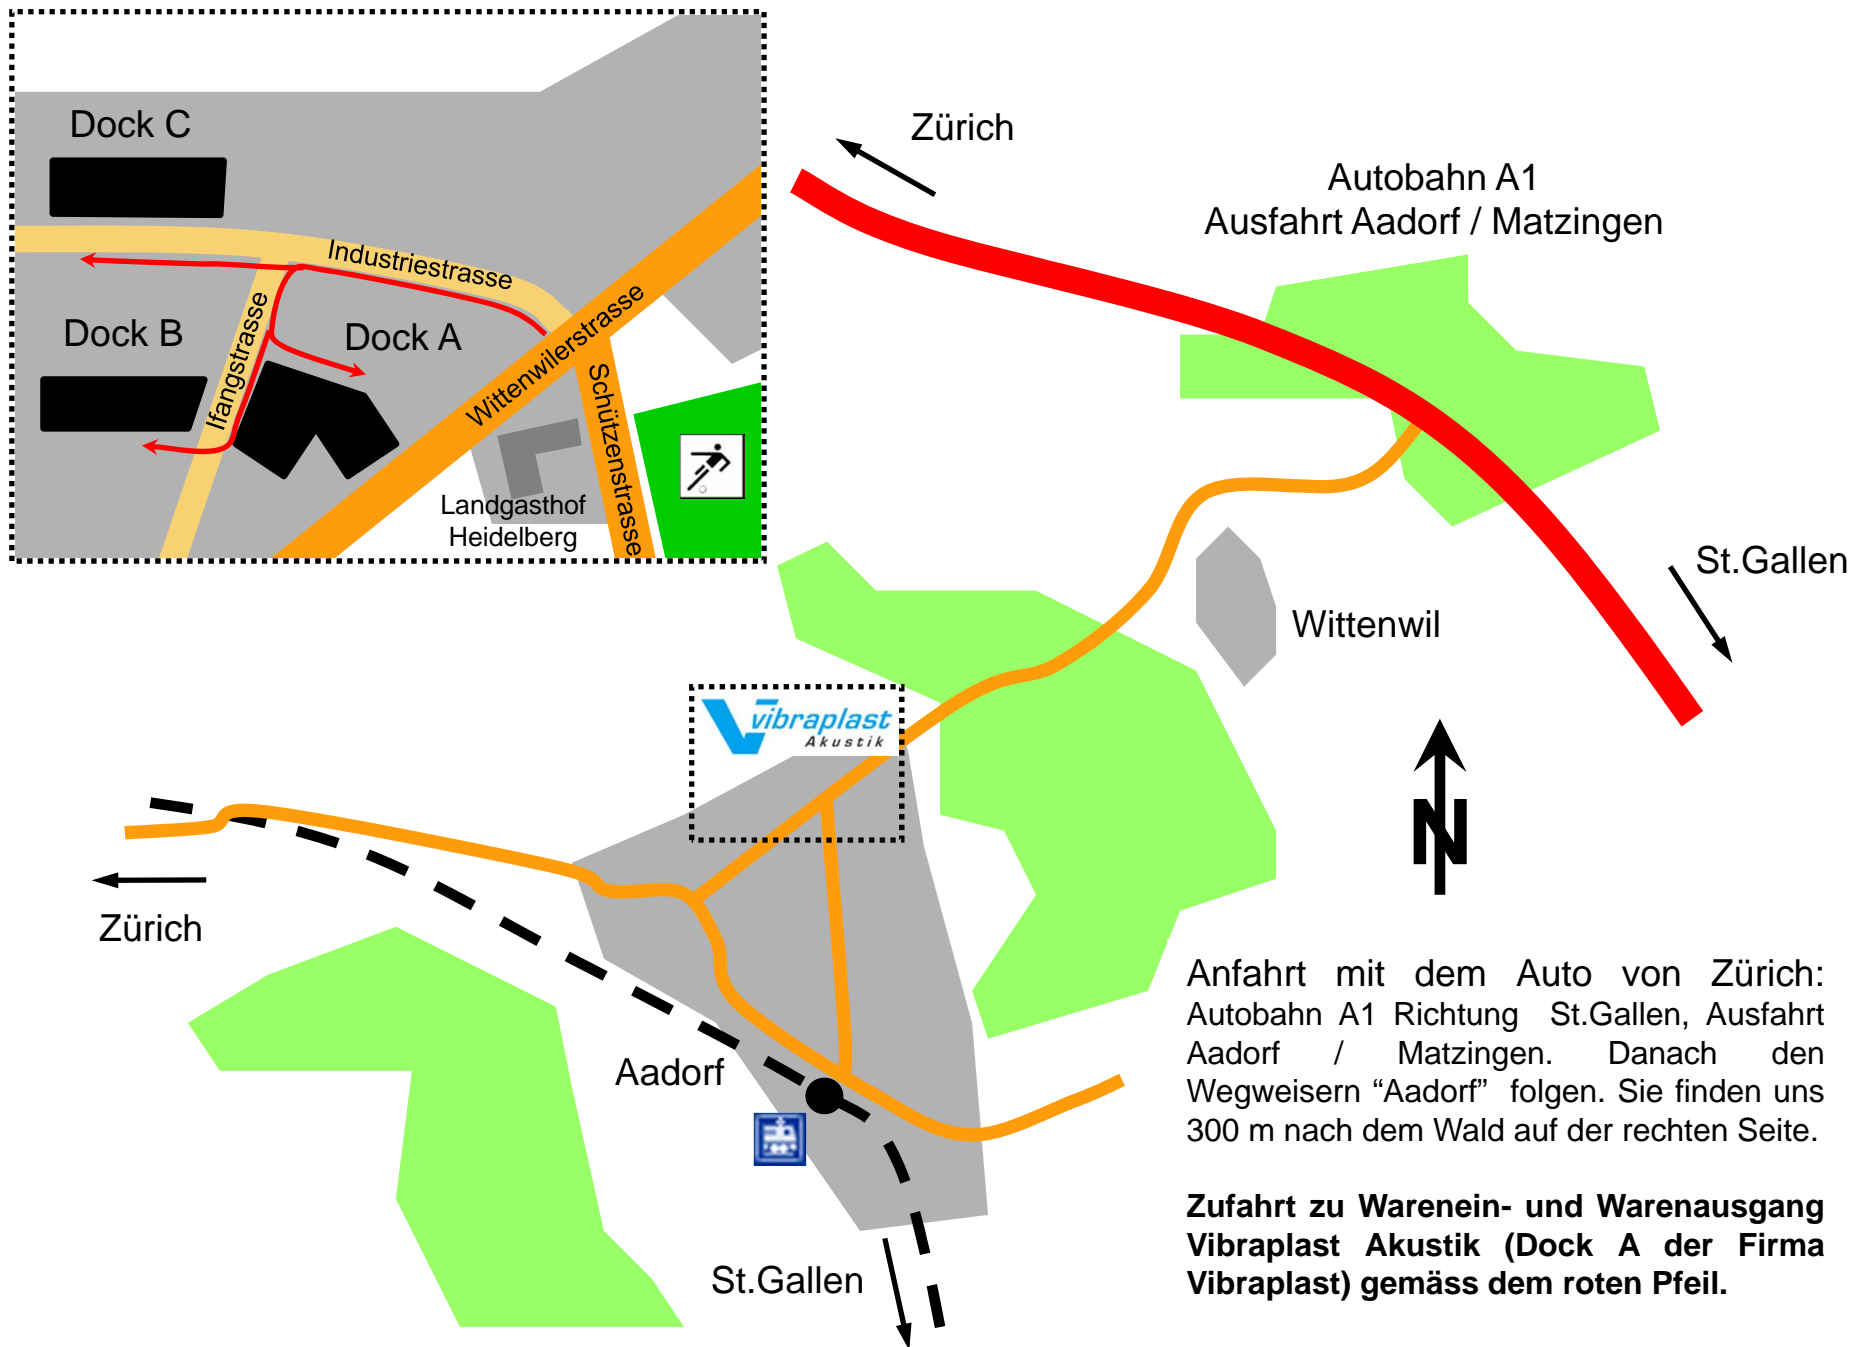 Dock C
Industriestrasse
Dock B
Ifangstrasse
Dock A
Wittenwilerstrasse
Schützenstrasse
Landgasthof
Heidelberg
Zürich
Autobahn A1
Ausfahrt Aadorf / Matzingen
St.Gallen
Wittenwil
vibraplast
Akustik
N
Zürich
Aadorf
St.Gallen
Anfahrt mit dem Auto von Zürich:
Autobahn A1 Richtung St.Gallen, Ausfahrt
Aadorf / Matzingen. Danach den
Wegweisern “Aadorf” folgen. Sie finden uns
300 m nach dem Wald auf der rechten Seite.
Zufahrt zu Warenein- und Warenausgang
Vibraplast Akustik (Dock A der Firma
Vibraplast) gemäss dem roten Pfeil.